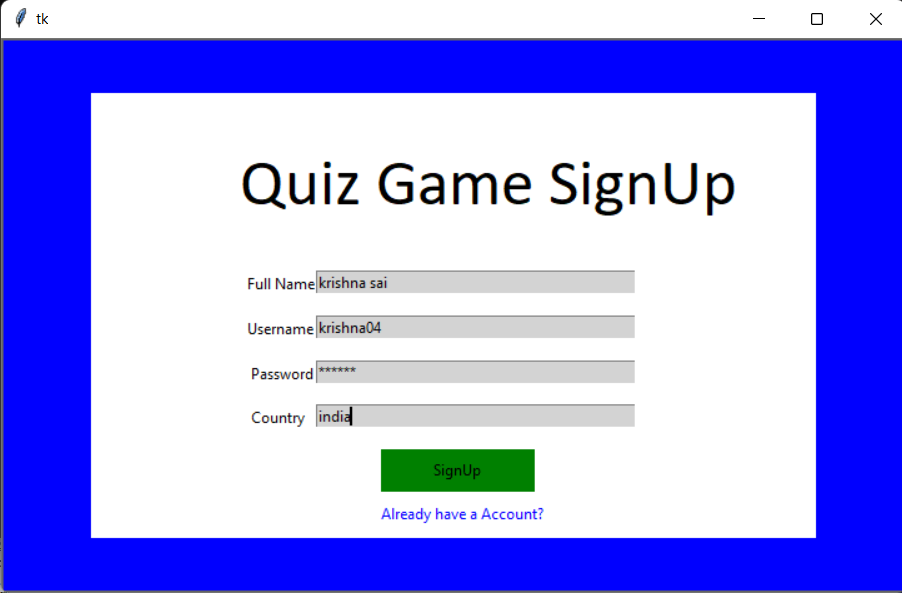 tk
Quiz Game SignUp
Full Name krishna sai
Username krishna04
Password ******
Country india
SignUp
Already have a Account?